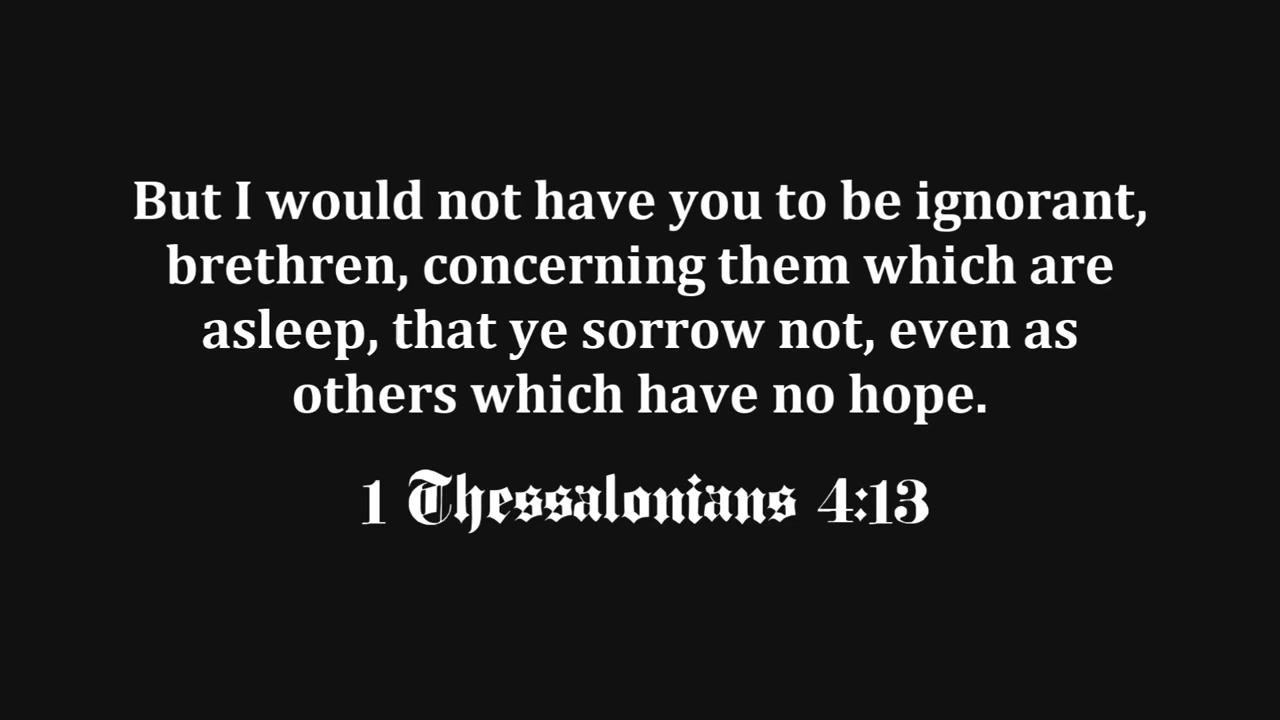 But I would not have you to be ignorant,
brethren, concerning them which are
asleep, that ye sorrow not, even as
others which have no hope.
1 Thessalonians 4:13